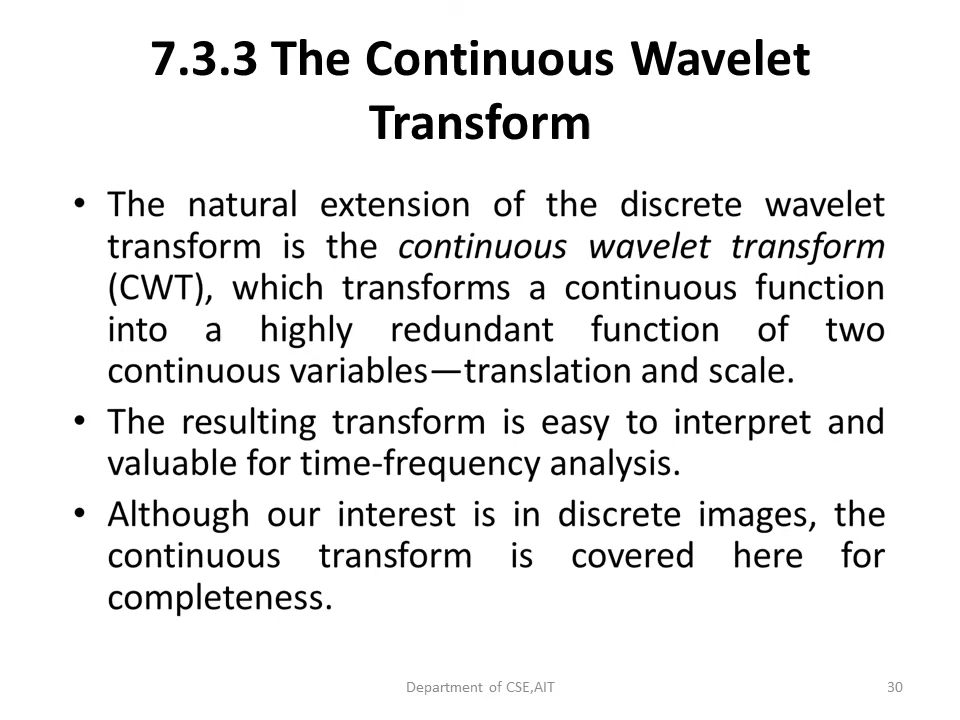 7.3.3 The Continuous Wavelet
Transform
• The natural extension of the discrete wavelet
transform is the continuous wavelet transform
(CWT), which transforms a continuous function
into a highly redundant function of two
continuous variables—translation and scale.
• The resulting transform is easy to interpret and
valuable for time-frequency analysis.
• Although our interest is in discrete images, the
continuous transform is covered here for
completeness.
Department of CSE,AIT
30